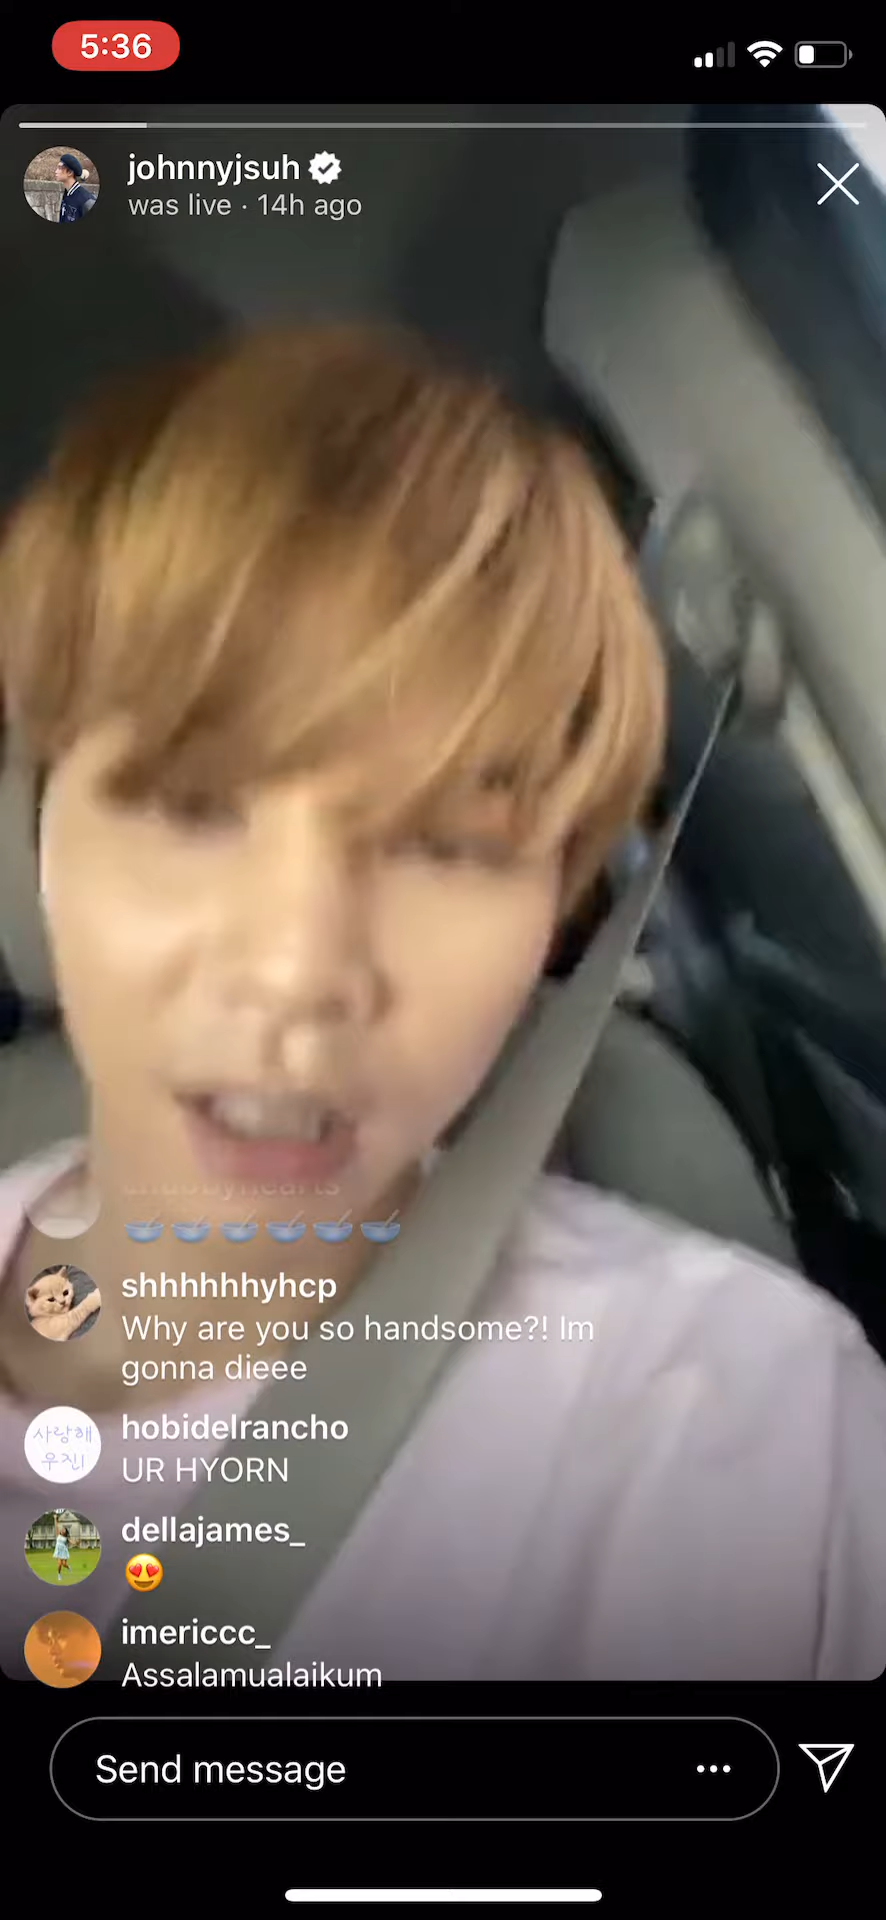 5:36
johnnyjsuh
was live · 14h ago
shhhhhhyhcp
Why are you so handsome?! Im
gonna dieee
사랑해
우진!
hobidelrancho
UR HYORN
dellajames_
😍
imericcc_
Assalamualaikum
Send message